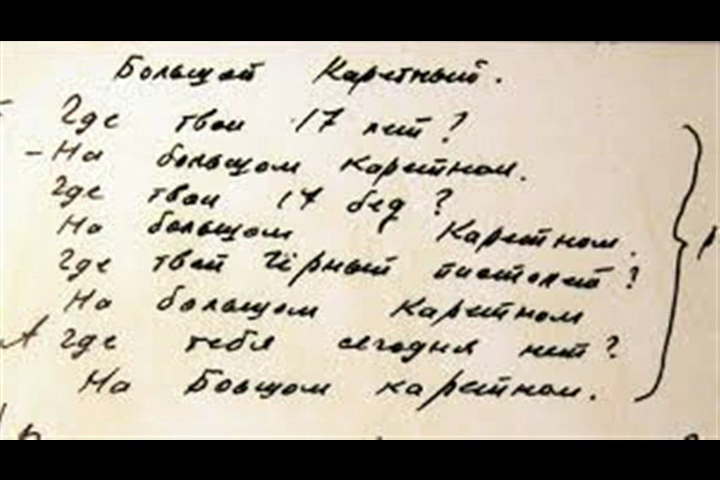 Большой Каретный.
Где твои 17 лет?
- На большом каретном.
Где твои 17 бед?
На большом Каретном.
Где твой чёрный пистолет?
На большом Каретном
А где тебя сегодня нет?
На Бовшом каретном.